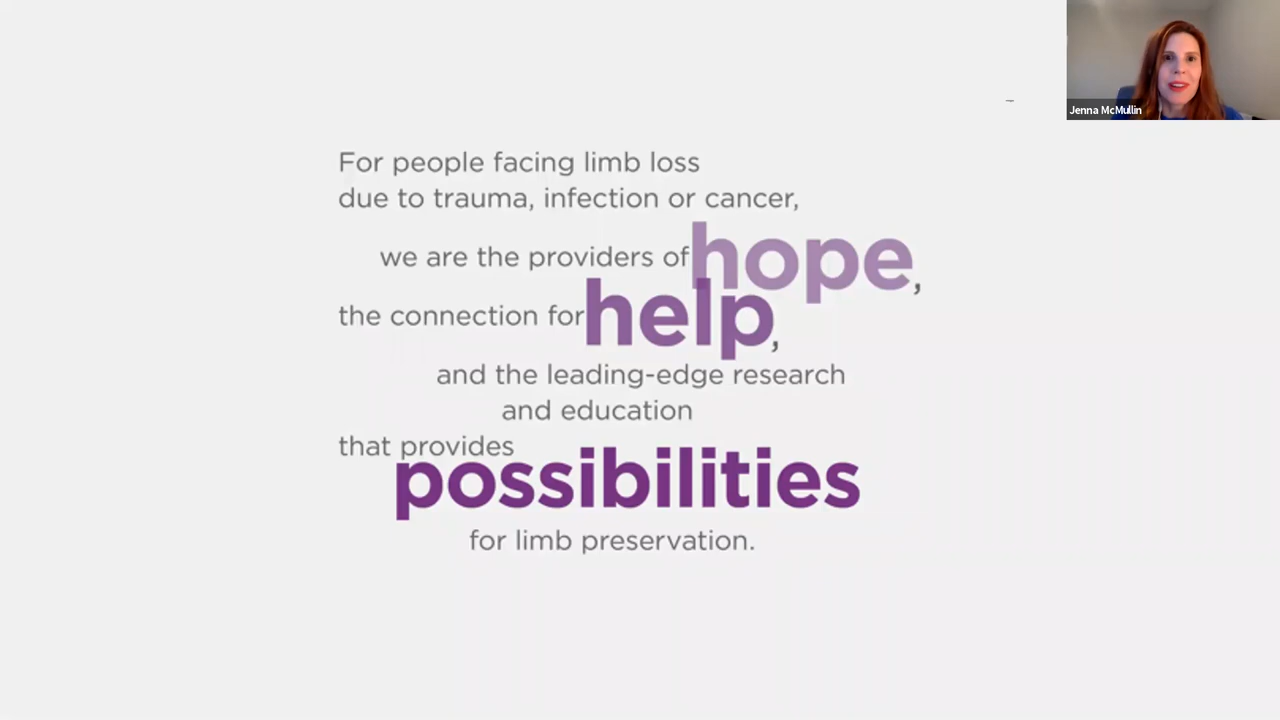 Jenna McMullin
For people facing limb loss
due to trauma, infection or cancer,
we are the providers of hope,
the connection for help,
and the leading-edge research
and education
that provides
possibilities
for limb preservation.